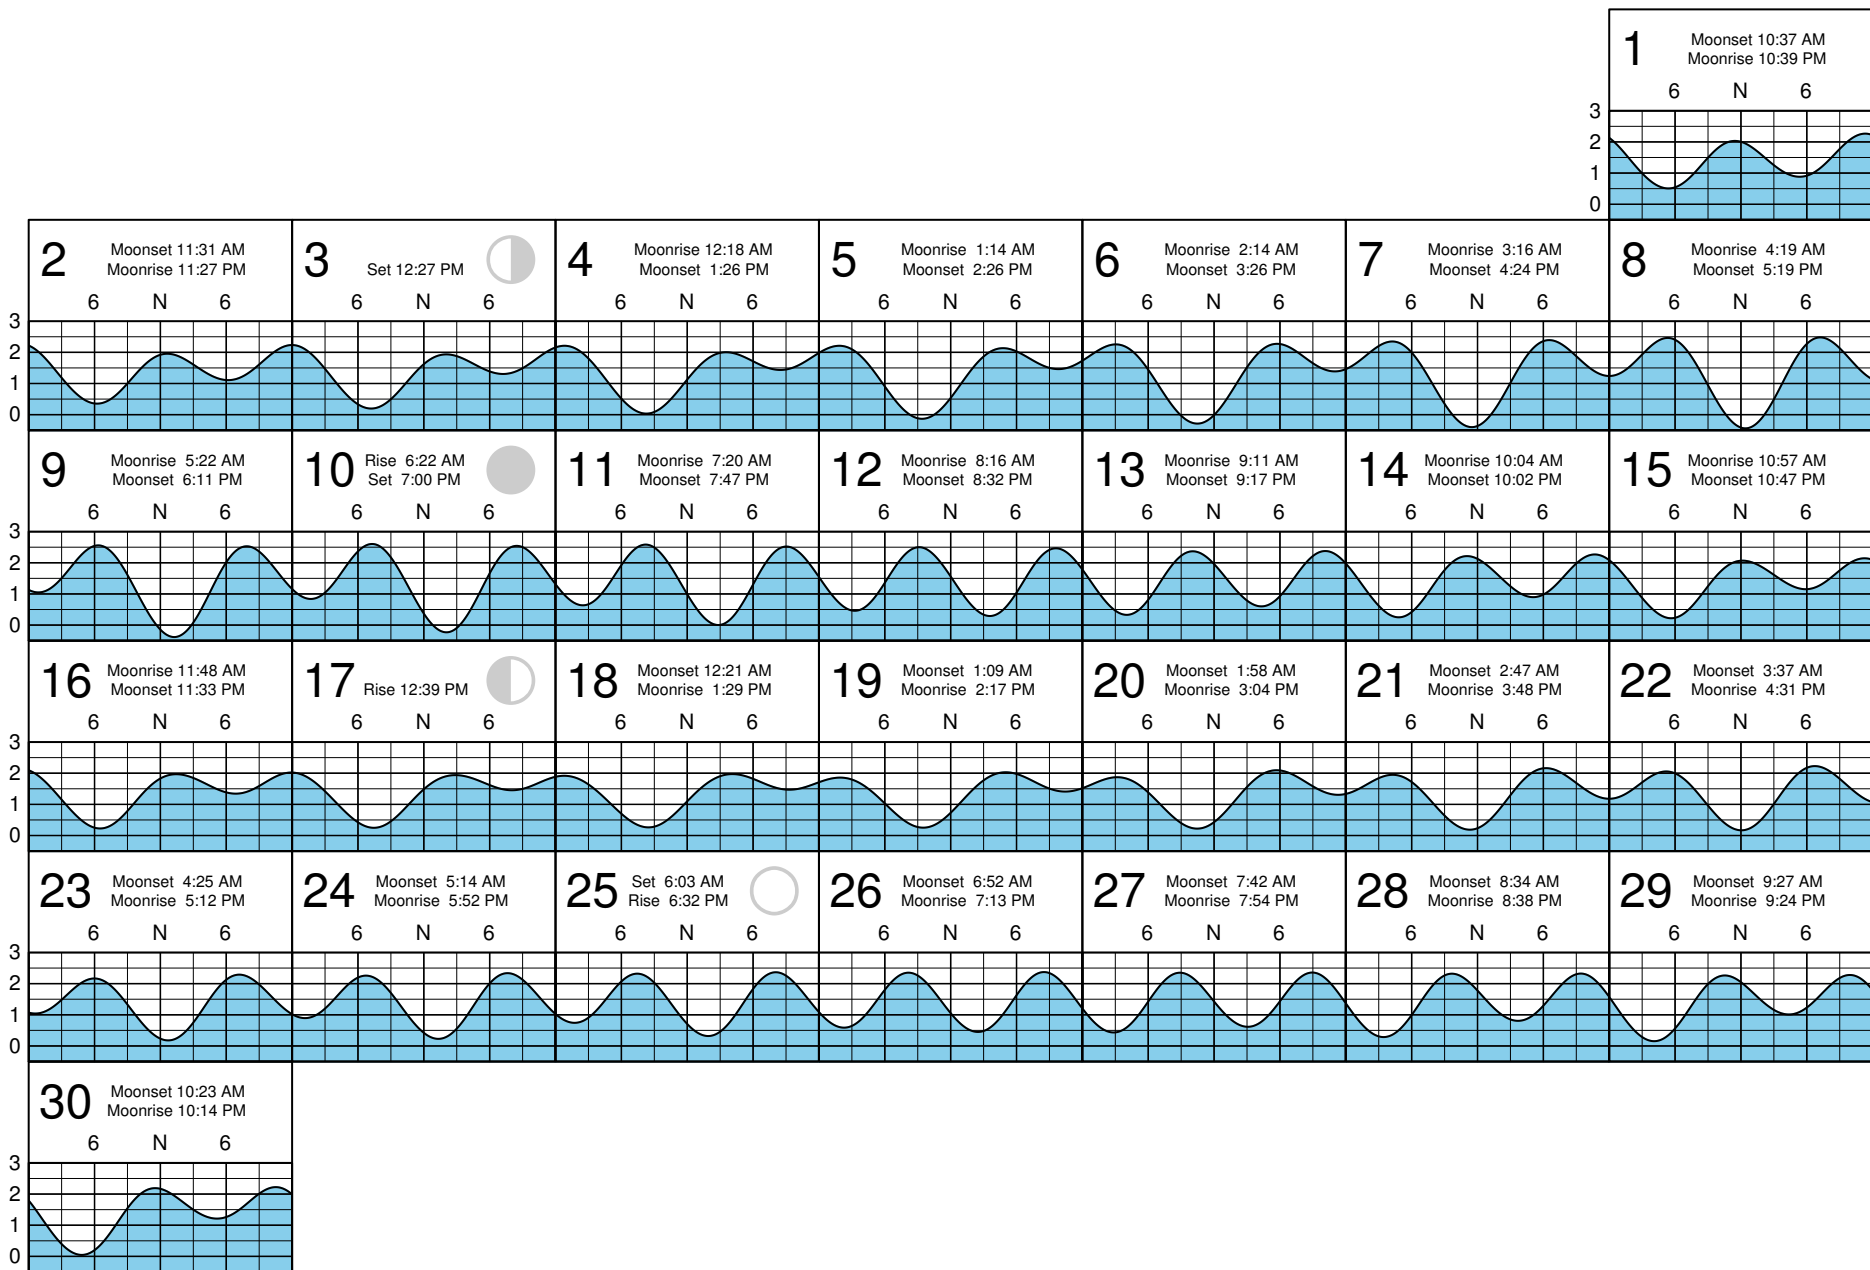 1 Moonset 10:37 AM
Moonrise 10:39 PM
6 N 6
3
2
1
0
2 Moonset 11:31 AM
Moonrise 11:27 PM
6 N 6
3 Set 12:27 PM
6 N 6
4 Moonrise 12:18 AM
Moonset 1:26 PM
6 N 6
5 Moonrise 1:14 AM
Moonset 2:26 PM
6 N 6
6 Moonrise 2:14 AM
Moonset 3:26 PM
6 N 6
7 Moonrise 3:16 AM
Moonset 4:24 PM
6 N 6
8 Moonrise 4:19 AM
Moonset 5:19 PM
6 N 6
3
2
1
0
9 Moonrise 5:22 AM
Moonset 6:11 PM
6 N 6
10 Rise 6:22 AM
Set 7:00 PM
6 N 6
11 Moonrise 7:20 AM
Moonset 7:47 PM
6 N 6
12 Moonrise 8:16 AM
Moonset 8:32 PM
6 N 6
13 Moonrise 9:11 AM
Moonset 9:17 PM
6 N 6
14 Moonrise 10:04 AM
Moonset 10:02 PM
6 N 6
15 Moonrise 10:57 AM
Moonset 10:47 PM
6 N 6
3
2
1
0
16 Moonrise 11:48 AM
Moonset 11:33 PM
6 N 6
17 Rise 12:39 PM
6 N 6
18 Moonset 12:21 AM
Moonrise 1:29 PM
6 N 6
19 Moonset 1:09 AM
Moonrise 2:17 PM
6 N 6
20 Moonset 1:58 AM
Moonrise 3:04 PM
6 N 6
21 Moonset 2:47 AM
Moonrise 3:48 PM
6 N 6
22 Moonset 3:37 AM
Moonrise 4:31 PM
6 N 6
3
2
1
0
23 Moonset 4:25 AM
Moonrise 5:12 PM
6 N 6
24 Moonset 5:14 AM
Moonrise 5:52 PM
6 N 6
25 Set 6:03 AM
Rise 6:32 PM
6 N 6
26 Moonset 6:52 AM
Moonrise 7:13 PM
6 N 6
27 Moonset 7:42 AM
Moonrise 7:54 PM
6 N 6
28 Moonset 8:34 AM
Moonrise 8:38 PM
6 N 6
29 Moonset 9:27 AM
Moonrise 9:24 PM
6 N 6
3
2
1
0
30 Moonset 10:23 AM
Moonrise 10:14 PM
6 N 6
3
2
1
0